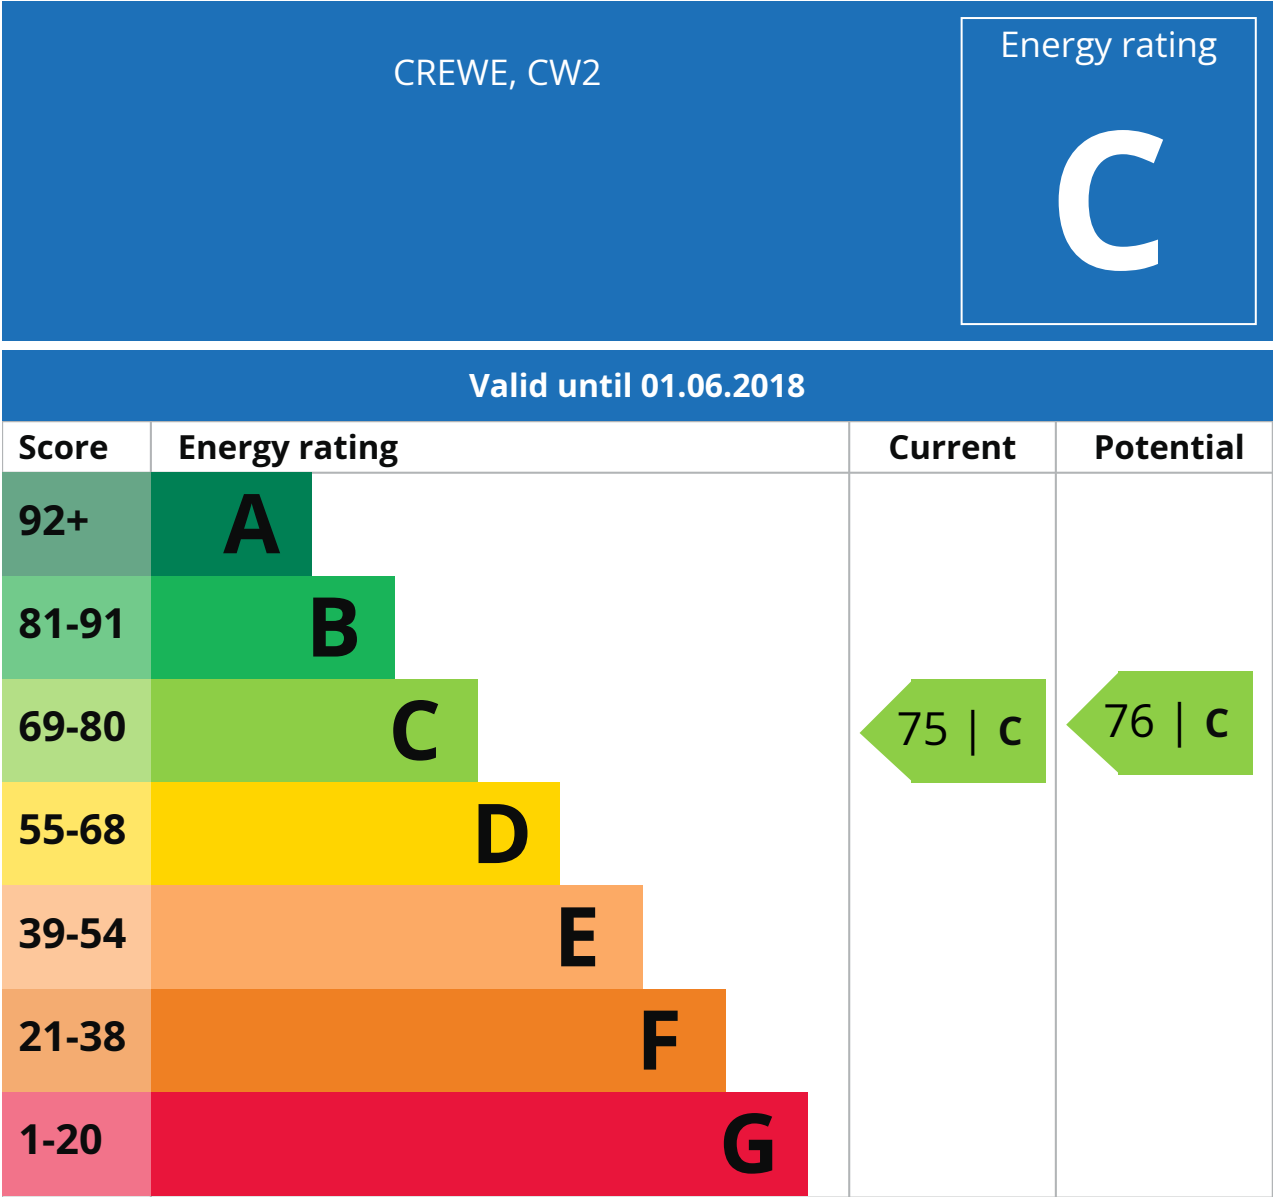 CREWE, CW2
Energy rating
C
Valid until 01.06.2018
Score Energy rating Current Potential
92+ A
81-91 B
69-80 C 75 | C 76 | C
55-68 D
39-54 E
21-38 F
1-20 G